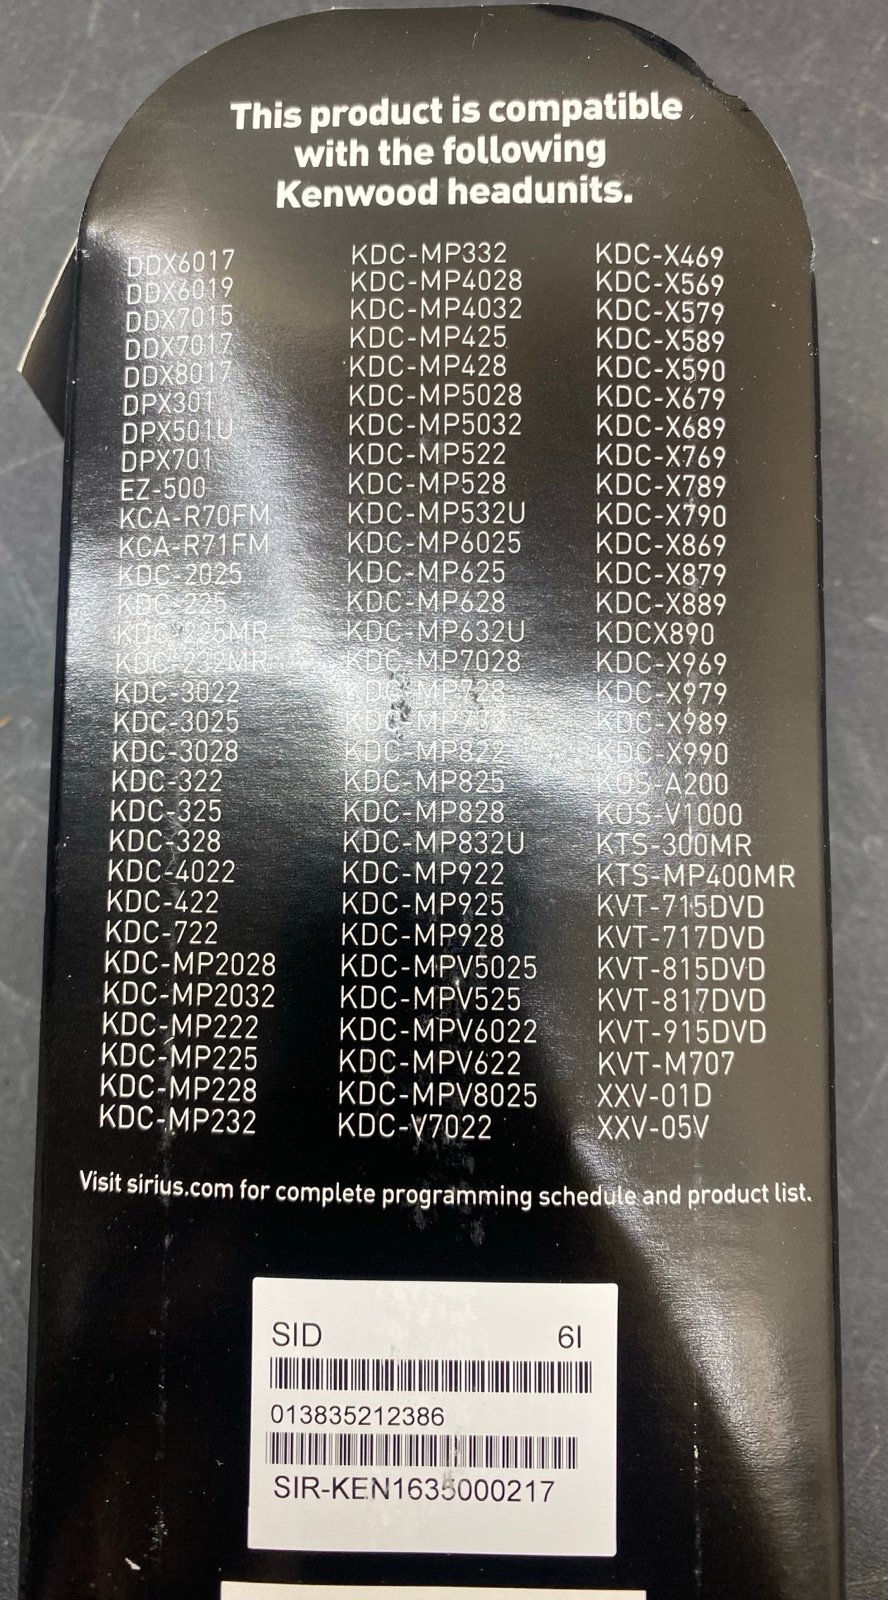 This product is compatible
with the following
Kenwood headunits.
DDX6017
DDX6019
DDX7015
DDX7017
DDX8017
DPX301
DPX501U
DPX701
EZ-500
KCA-R70FM
KCA-R71FM
KDC-2025
KDC-225
KDC-225MR
KDC-232MR
KDC-3022
KDC-3025
KDC-3028
KDC-322
KDC-325
KDC-328
KDC-4022
KDC-422
KDC-722
KDC-MP2028
KDC-MP2032
KDC-MP222
KDC-MP225
KDC-MP228
KDC-MP232
KDC-MP332
KDC-MP4028
KDC-MP4032
KDC-MP425
KDC-MP428
KDC-MP5028
KDC-MP5032
KDC-MP522
KDC-MP528
KDC-MP532U
KDC-MP6025
KDC-MP625
KDC-MP628
KDC-MP632U
KDC-MP7028
KDC-MP728
KDC-MP732
KDC-MP822
KDC-MP825
KDC-MP828
KDC-MP832U
KDC-MP922
KDC-MP925
KDC-MP928
KDC-MPV5025
KDC-MPV525
KDC-MPV6022
KDC-MPV622
KDC-MPV8025
KDC-V7022
KDC-X469
KDC-X569
KDC-X579
KDC-X589
KDC-X590
KDC-X679
KDC-X689
KDC-X769
KDC-X789
KDC-X790
KDC-X869
KDC-X879
KDC-X889
KDCX890
KDC-X969
KDC-X979
KDC-X989
KDC-X990
KOS-A200
KOS-V1000
KTS-300MR
KTS-MP400MR
KVT-715DVD
KVT-717DVD
KVT-815DVD
KVT-817DVD
KVT-915DVD
KVT-M707
XXV-01D
XXV-05V
Visit sirius.com for complete programming schedule and product list.
SID 6I
013835212386
SIR-KEN1635000217